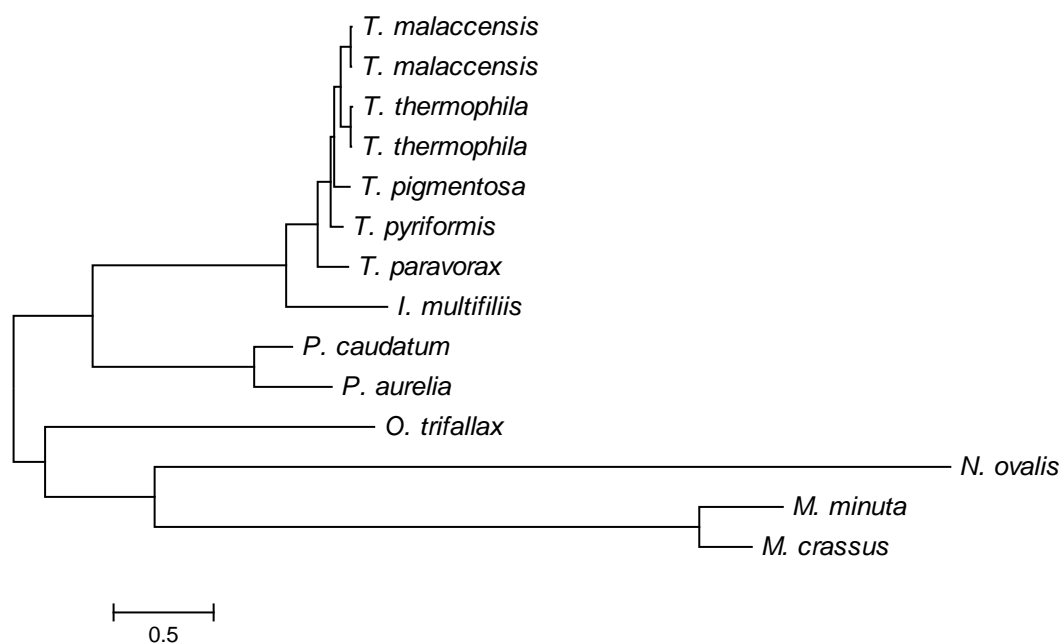 T. malaccensis
T. malaccensis
T. thermophila
T. thermophila
T. pigmentosa
T. pyriformis
T. paravorax
I. multifiliis
P. caudatum
P. aurelia
O. trifallax
N. ovalis
M. minuta
M. crassus
0.5